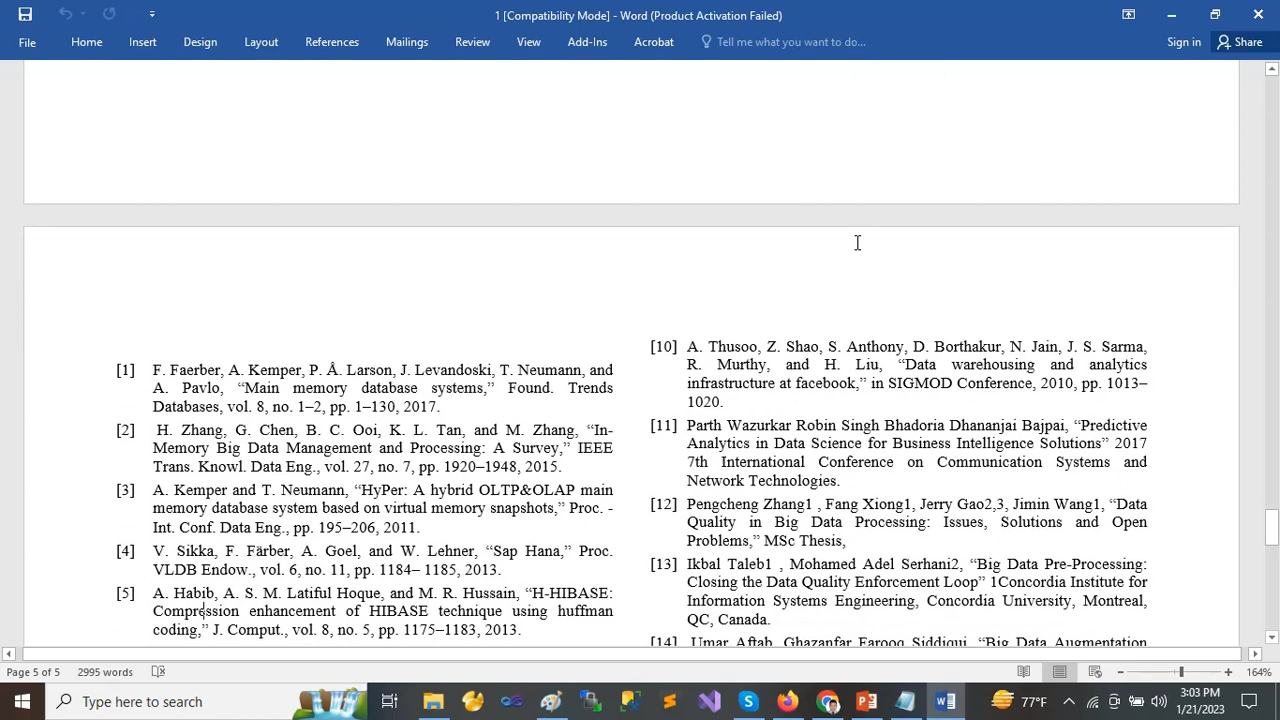 1 [Compatibility Mode] - Word (Product Activation Failed)
File Home Insert Design Layout References Mailings Review View Add-Ins Acrobat Tell me what you want to do... Sign in Share
[1] F. Faerber, A. Kemper, P. Â. Larson, J. Levandoski, T. Neumann, and
A. Pavlo, “Main memory database systems,” Found. Trends
Databases, vol. 8, no. 1–2, pp. 1–130, 2017.
[2] H. Zhang, G. Chen, B. C. Ooi, K. L. Tan, and M. Zhang, “In-
Memory Big Data Management and Processing: A Survey,” IEEE
Trans. Knowl. Data Eng., vol. 27, no. 7, pp. 1920–1948, 2015.
[3] A. Kemper and T. Neumann, “HyPer: A hybrid OLTP&OLAP main
memory database system based on virtual memory snapshots,” Proc. -
Int. Conf. Data Eng., pp. 195–206, 2011.
[4] V. Sikka, F. Färber, A. Goel, and W. Lehner, “Sap Hana,” Proc.
VLDB Endow., vol. 6, no. 11, pp. 1184– 1185, 2013.
[5] A. Habib, A. S. M. Latiful Hoque, and M. R. Hussain, “H-HIBASE:
Compression enhancement of HIBASE technique using huffman
coding,” J. Comput., vol. 8, no. 5, pp. 1175–1183, 2013.
[10] A. Thusoo, Z. Shao, S. Anthony, D. Borthakur, N. Jain, J. S. Sarma,
R. Murthy, and H. Liu, “Data warehousing and analytics
infrastructure at facebook,” in SIGMOD Conference, 2010, pp. 1013–
1020.
[11] Parth Wazurkar Robin Singh Bhadoria Dhananjai Bajpai, “Predictive
Analytics in Data Science for Business Intelligence Solutions” 2017
7th International Conference on Communication Systems and
Network Technologies.
[12] Pengcheng Zhang1 , Fang Xiong1, Jerry Gao2,3, Jimin Wang1, “Data
Quality in Big Data Processing: Issues, Solutions and Open
Problems,” MSc Thesis,
[13] Ikbal Taleb1 , Mohamed Adel Serhani2, “Big Data Pre-Processing:
Closing the Data Quality Enforcement Loop” 1Concordia Institute for
Information Systems Engineering, Concordia University, Montreal,
QC, Canada.
[14] Umar Aftab, Ghazanfar Farooq Siddiqui, “Big Data Augmentation
Page 5 of 5 2995 words 164%
Type here to search 77°F 3:03 PM
1/21/2023